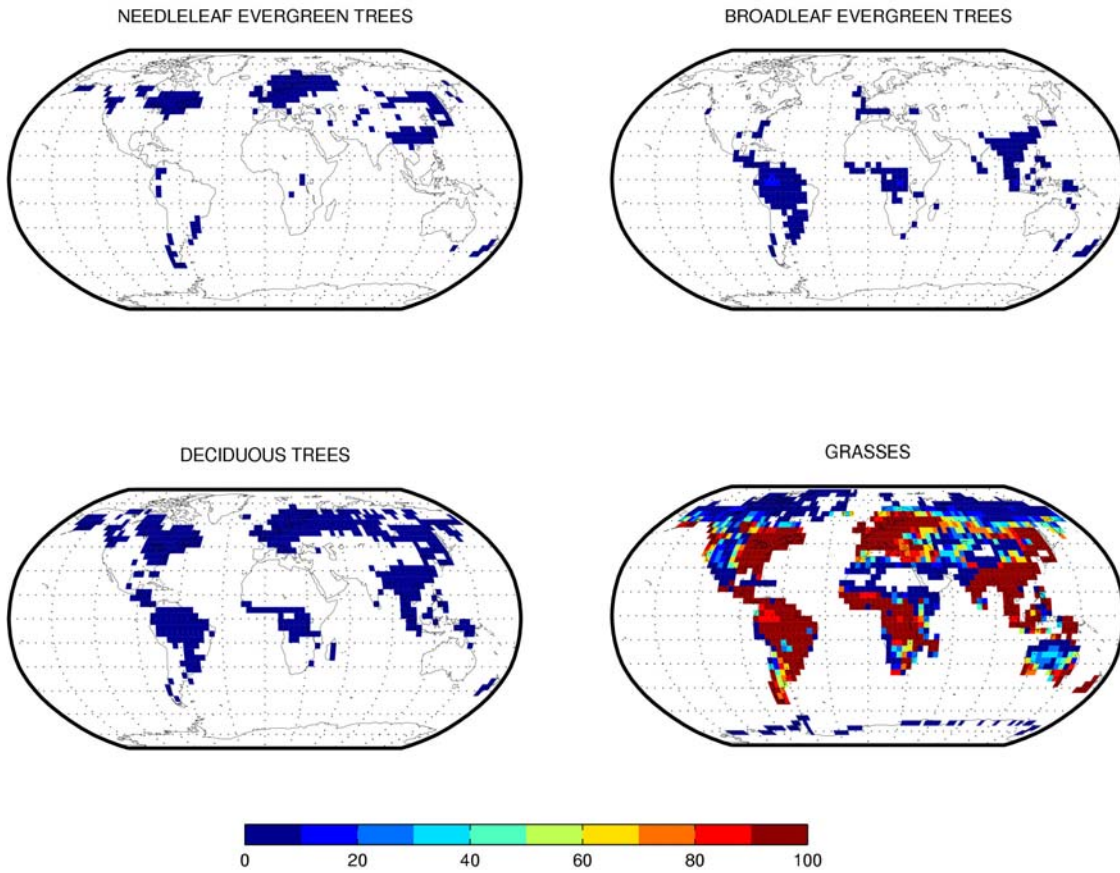 NEEDLELEAF EVERGREEN TREES
BROADLEAF EVERGREEN TREES
DECIDUOUS TREES
GRASSES
0 20 40 60 80 100